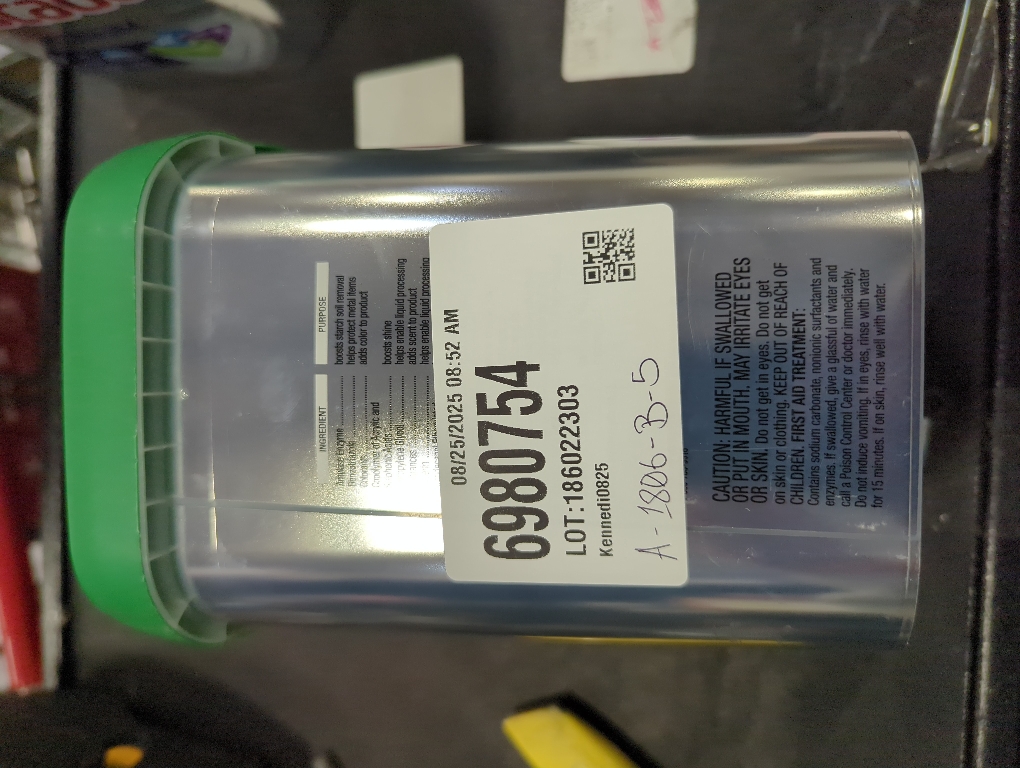 INGREDIENT PURPOSE
boosts starch soil removal
helps protect metal items
adds color to product
boosts shine
helps enable liquid processing
adds scent to product
helps enable liquid processing
08/25/2025 08:52 AM
6980754
LOT:186022303
Kennedi0825
A-1806-B-5
CAUTION: HARMFUL IF SWALLOWED
OR PUT IN MOUTH. MAY IRRITATE EYES
OR SKIN. Do not get in eyes. Do not get
on skin or clothing. KEEP OUT OF REACH OF
CHILDREN. FIRST AID TREATMENT:
Contains sodium carbonate, nonionic surfactants and
enzymes. If swallowed, give a glassful of water and
call a Poison Control Center or doctor immediately.
Do not induce vomiting. If in eyes, rinse with water
for 15 minutes. If on skin, rinse well with water.